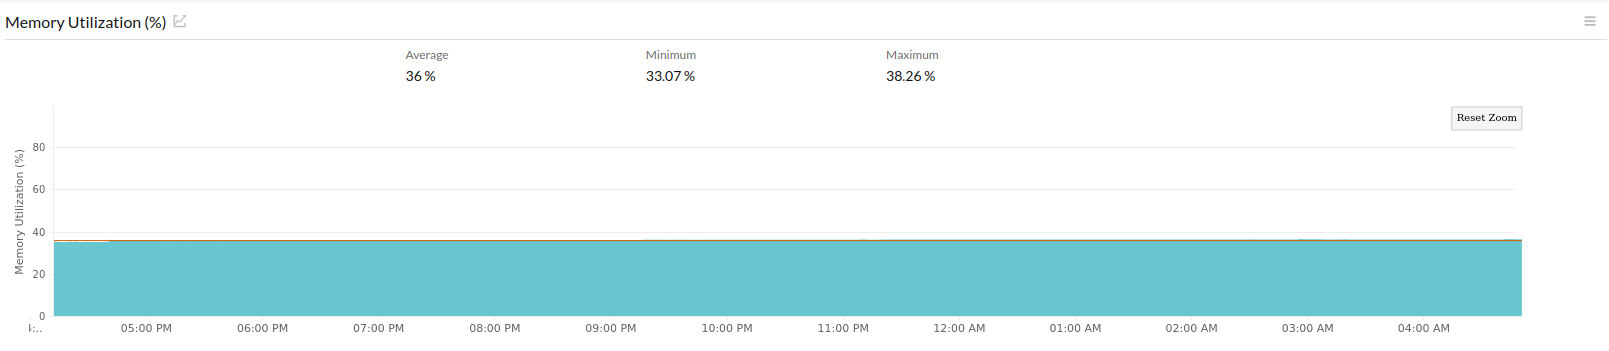 Memory Utilization (%)
Average Minimum Maximum
36 % 33.07 % 38.26 %
Reset Zoom
Memory Utilization (%)
80
60
40
20
0
05:00 PM 06:00 PM 07:00 PM 08:00 PM 09:00 PM 10:00 PM 11:00 PM 12:00 AM 01:00 AM 02:00 AM 03:00 AM 04:00 AM